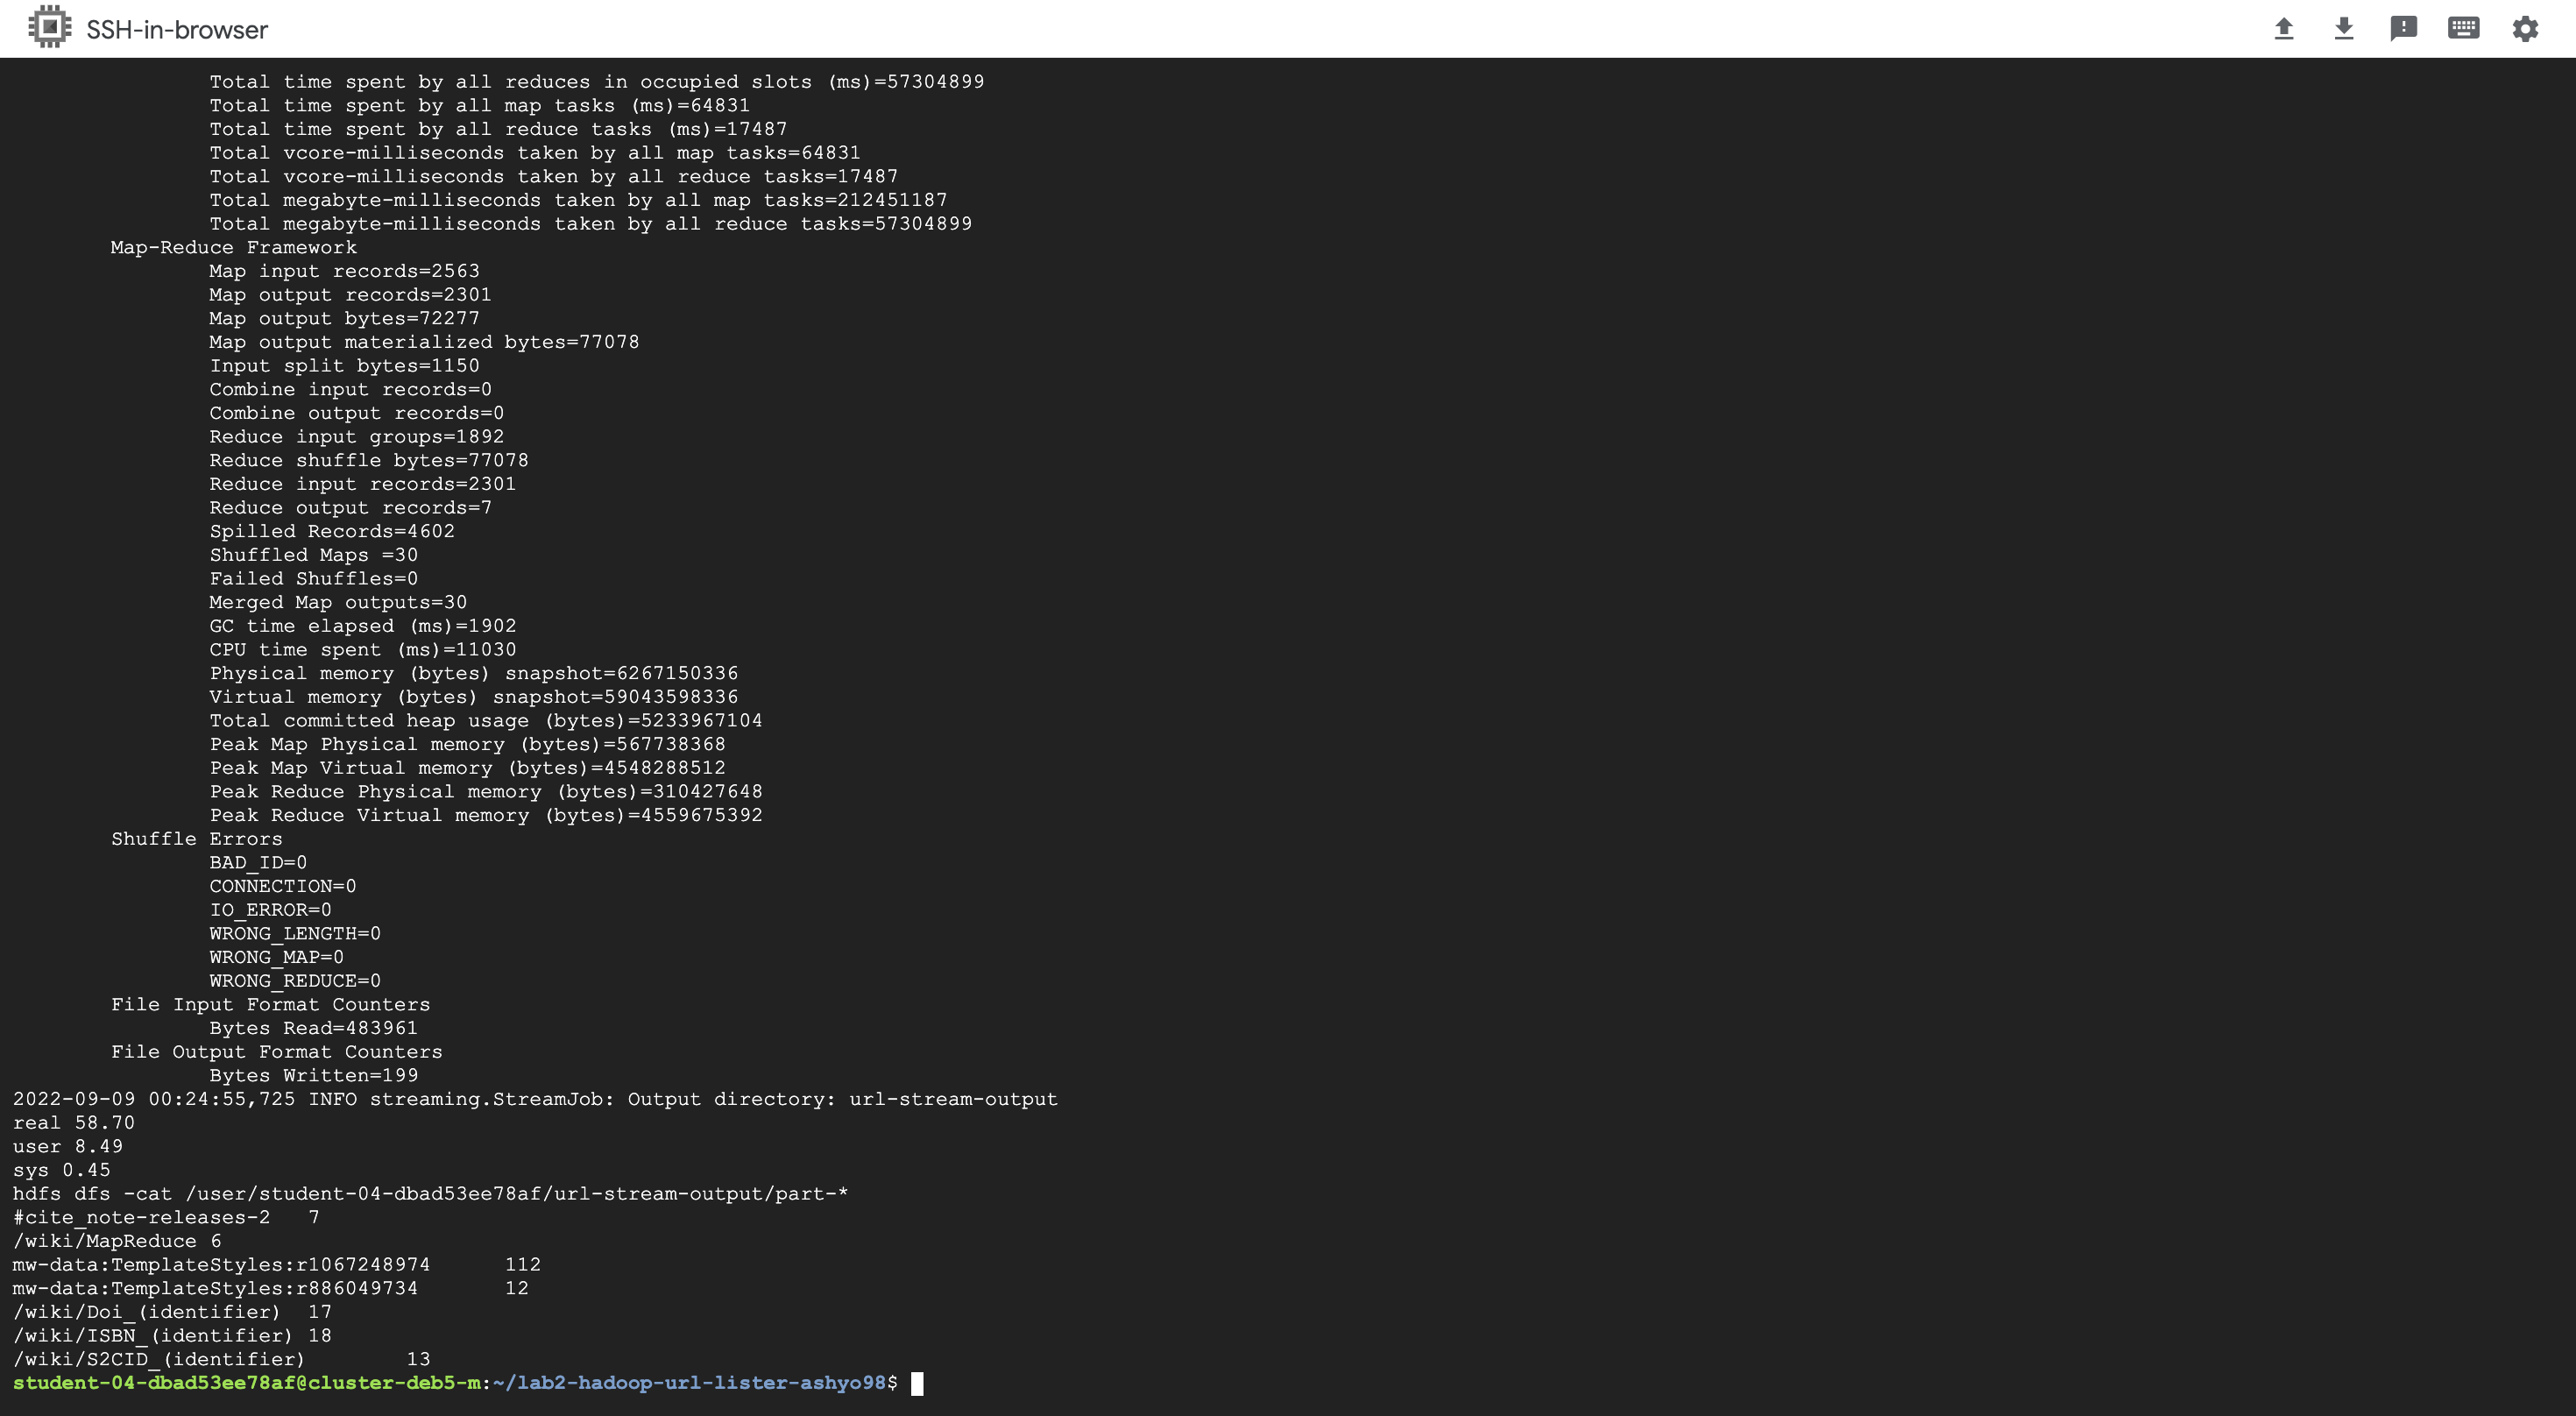 SSH-in-browser
Total time spent by all reduces in occupied slots (ms)=57304899
Total time spent by all map tasks (ms)=64831
Total time spent by all reduce tasks (ms)=17487
Total vcore-milliseconds taken by all map tasks=64831
Total vcore-milliseconds taken by all reduce tasks=17487
Total megabyte-milliseconds taken by all map tasks=212451187
Total megabyte-milliseconds taken by all reduce tasks=57304899
Map-Reduce Framework
Map input records=2563
Map output records=2301
Map output bytes=72277
Map output materialized bytes=77078
Input split bytes=1150
Combine input records=0
Combine output records=0
Reduce input groups=1892
Reduce shuffle bytes=77078
Reduce input records=2301
Reduce output records=7
Spilled Records=4602
Shuffled Maps =30
Failed Shuffles=0
Merged Map outputs=30
GC time elapsed (ms)=1902
CPU time spent (ms)=11030
Physical memory (bytes) snapshot=6267150336
Virtual memory (bytes) snapshot=59043598336
Total committed heap usage (bytes)=5233967104
Peak Map Physical memory (bytes)=567738368
Peak Map Virtual memory (bytes)=4548288512
Peak Reduce Physical memory (bytes)=310427648
Peak Reduce Virtual memory (bytes)=4559675392
Shuffle Errors
BAD_ID=0
CONNECTION=0
IO_ERROR=0
WRONG_LENGTH=0
WRONG_MAP=0
WRONG_REDUCE=0
File Input Format Counters
Bytes Read=483961
File Output Format Counters
Bytes Written=199
2022-09-09 00:24:55,725 INFO streaming.StreamJob: Output directory: url-stream-output
real 58.70
user 8.49
sys 0.45
hdfs dfs -cat /user/student-04-dbad53ee78af/url-stream-output/part-*
#cite_note-releases-2 7
/wiki/MapReduce 6
mw-data:TemplateStyles:r1067248974 112
mw-data:TemplateStyles:r886049734 12
/wiki/Doi_(identifier) 17
/wiki/ISBN_(identifier) 18
/wiki/S2CID_(identifier) 13
student-04-dbad53ee78af@cluster-deb5-m:~/lab2-hadoop-url-lister-ashyo98$